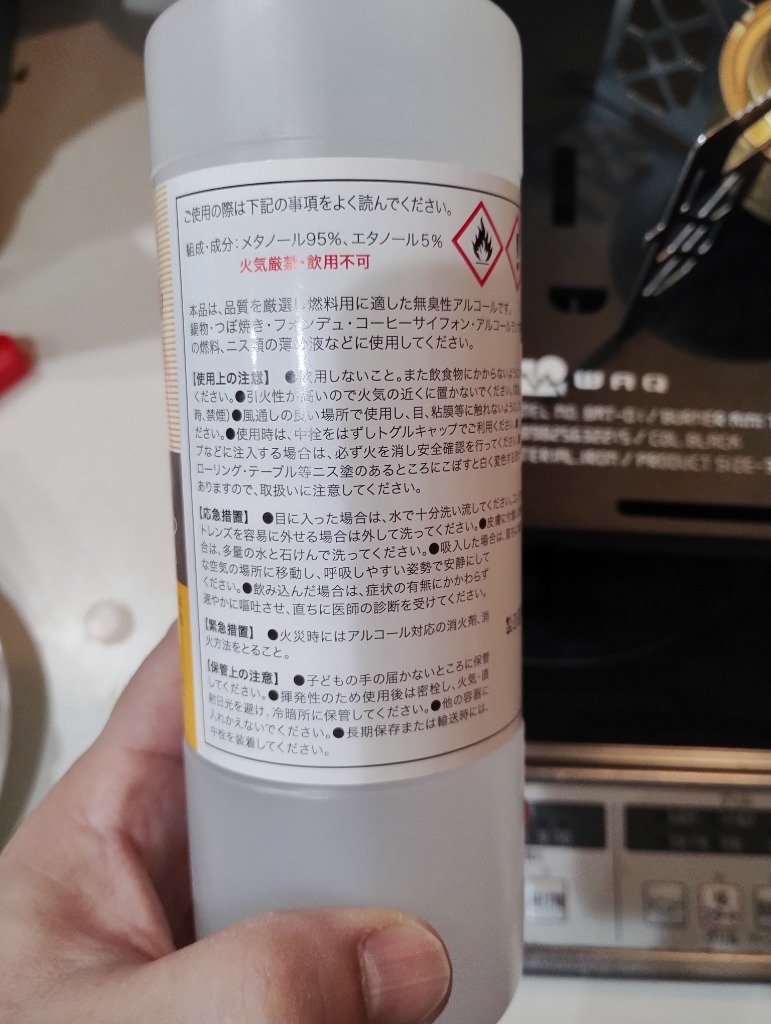 ご使用の際は下記の事項をよく読んでください。
組成・成分：メタノール95%、エタノール5%
火気厳禁・飲用不可
本品は、品質を厳選し燃料用に適した無臭性アルコールです。
鍋物・つぼ焼き・フォンデュ・コーヒーサイフォン・アルコール
の燃料、ニス類の薄め液などに使用してください。
【使用上の注意】 ●飲用しないこと。また飲食物にかからないように
ください。●引火性が高いので火気の近くに置かないでください。
時、禁煙)●風通しの良い場所で使用し、目、粘膜等に触れないように
ださい。●使用時は、中栓をはずしトグルキャップでご利用ください。
プなどに注入する場合は、必ず火を消し安全確認を行ってください。
ローリング・テーブル等ニス塗のあるところにこぼすと白く変色する
ありますので、取扱いに注意してください。
【応急措置】 ●目に入った場合は、水で十分洗い流してください。コン
トレンズを容易に外せる場合は外して洗ってください。●皮膚に付
合は、多量の水と石けんで洗ってください。●吸入した場合は、
な空気の場所に移動し、呼吸しやすい姿勢で安静にして
ください。●飲み込んだ場合は、症状の有無にかかわらず
速やかに嘔吐させ、直ちに医師の診断を受けてください。
【緊急措置】 ●火災時にはアルコール対応の消火剤、消
火方法をとること。
【保管上の注意】 ●子どもの手の届かないところに保管
してください。●揮発性のため使用後は密栓し、火気・直
射日光を避け、冷暗所に保管してください。●他の容器に
入れかえないでください。●長期保存または輸送時には、
中栓を装着してください。
WAQ